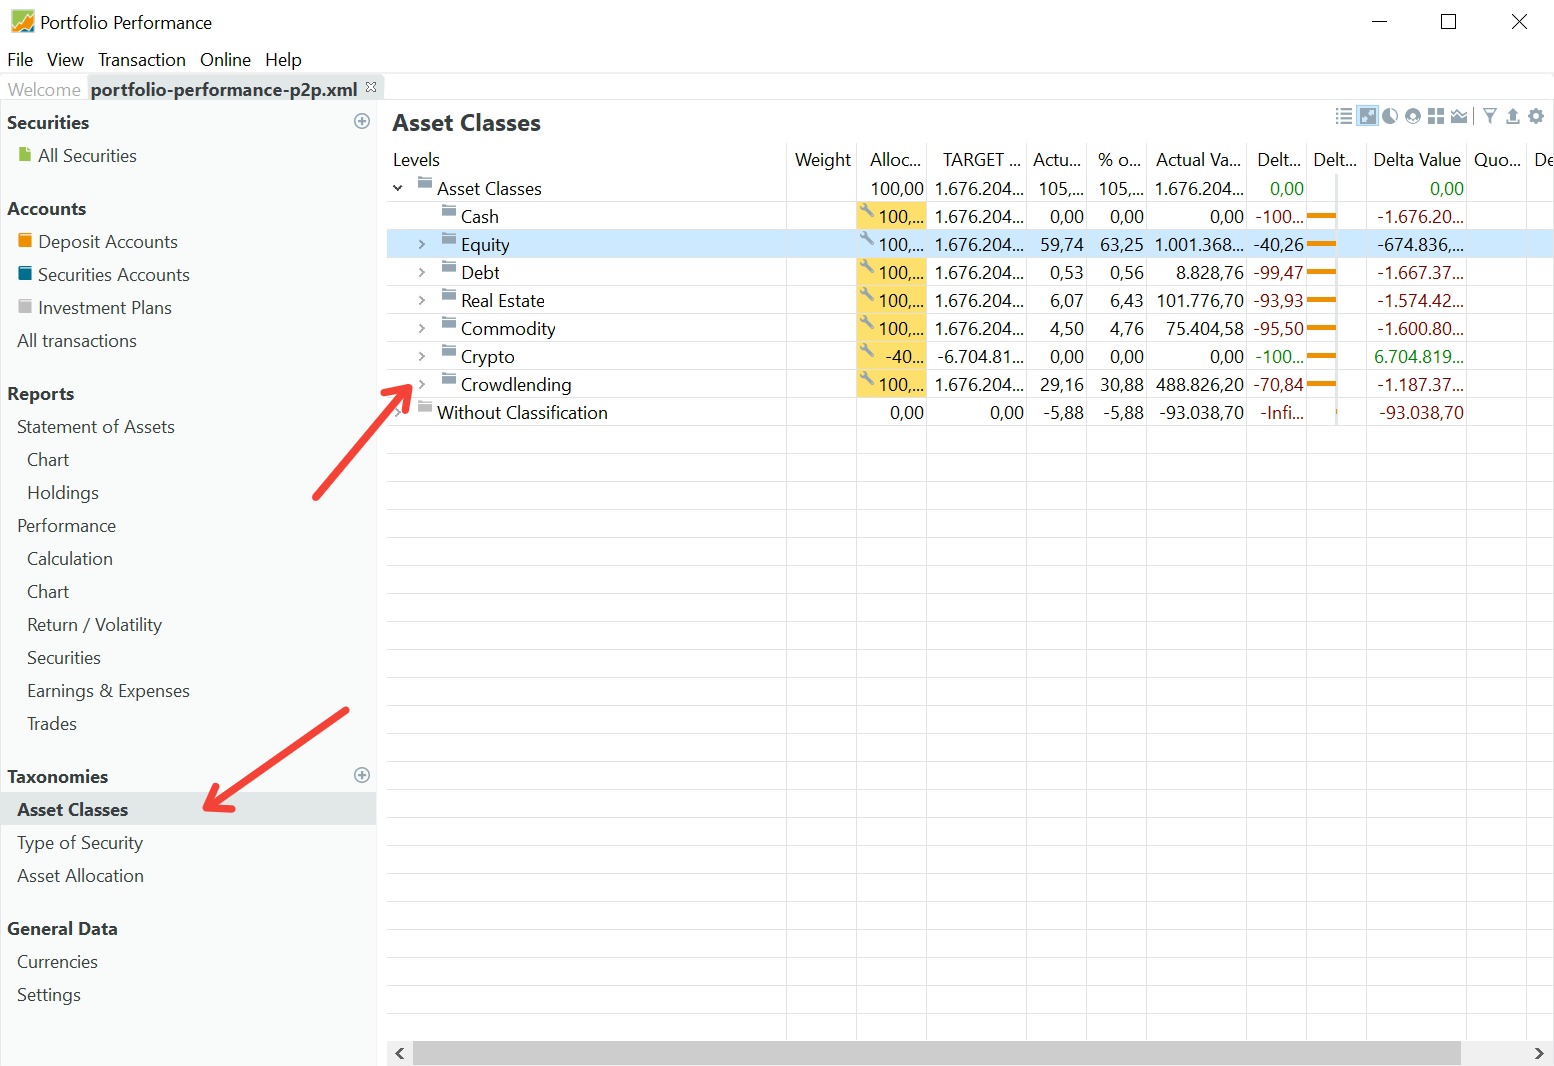 Portfolio Performance
File View Transaction Online Help
Welcome portfolio-performance-p2p.xml
Securities
All Securities
Accounts
Deposit Accounts
Securities Accounts
Investment Plans
All transactions
Reports
Statement of Assets
Chart
Holdings
Performance
Calculation
Chart
Return / Volatility
Securities
Earnings & Expenses
Trades
Taxonomies
Asset Classes
Type of Security
Asset Allocation
General Data
Currencies
Settings
Asset Classes
Levels Weight Alloc... TARGET ... Actu... % o... Actual Va... Delt... Delt... Delta Value Quo... De
Asset Classes 100,00 1.676.204... 105,... 105,... 1.676.204... 0,00 0,00
Cash 100,... 1.676.204... 0,00 0,00 0,00 -100... -1.676.20...
Equity 100,... 1.676.204... 59,74 63,25 1.001.368... -40,26 -674.836,...
Debt 100,... 1.676.204... 0,53 0,56 8.828,76 -99,47 -1.667.37...
Real Estate 100,... 1.676.204... 6,07 6,43 101.776,70 -93,93 -1.574.42...
Commodity 100,... 1.676.204... 4,50 4,76 75.404,58 -95,50 -1.600.80...
Crypto -40... -6.704.81... 0,00 0,00 0,00 -100... 6.704.819...
Crowdlending 100,... 1.676.204... 29,16 30,88 488.826,20 -70,84 -1.187.37...
Without Classification 0,00 0,00 -5,88 -5,88 -93.038,70 -Infi... -93.038,70